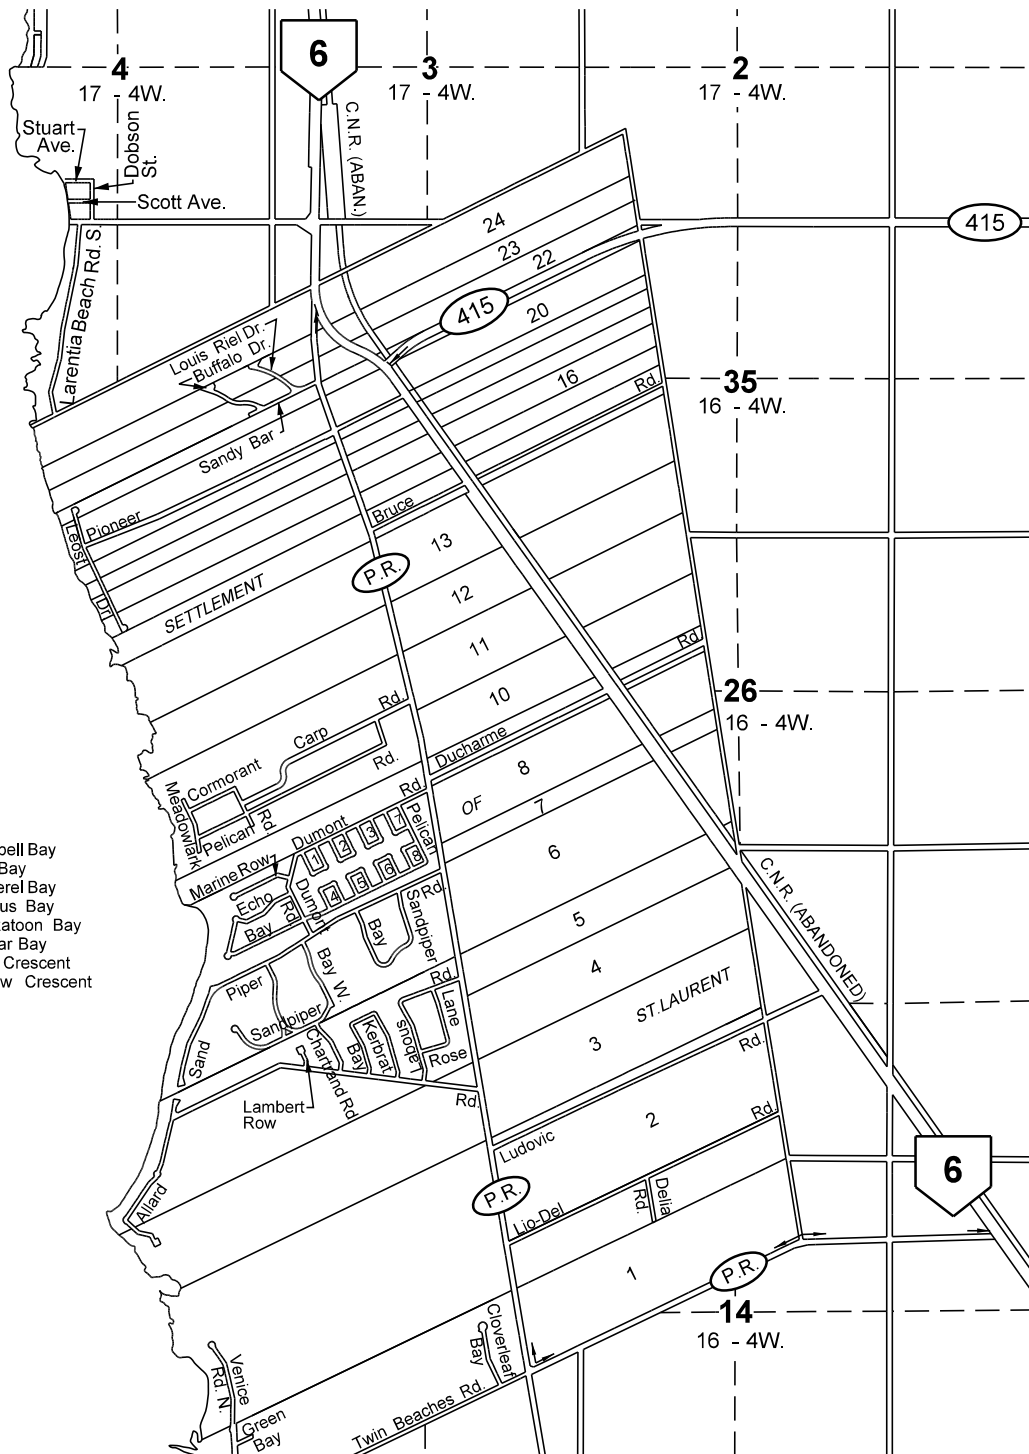 6
4
17 - 4W.
3
17 - 4W.
2
17 - 4W.
C.N.R. (ABAN.)
Stuart
Ave.
Dobson
St.
Scott Ave.
Larentia Beach Rd. S.
24
23
22
415
415
20
Louis Riel Dr.
Buffalo Dr.
Sandy Bar
16
Rd.
35
16 - 4W.
Pioneer
Leost
Dr.
Bruce
13
P.R.
SETTLEMENT
12
11
10
Rd.
26
16 - 4W.
Rd.
Carp
Cormorant
Rd.
Meadowlark
Pelican
Rd.
Ducharme
Rd.
8
OF
7
Dumont
Pelican
1
2
3
7
4
5
6
8
Marine Row
Echo
Bay
Dumont
Rd
Rd.
Sandpiper
Bay
Bay W.
6
5
4
ST.LAURENT
3
C.N.R. (ABANDONED)
pell Bay
Bay
erel Bay
us Bay
atoon Bay
ar Bay
Crescent
w Crescent
Piper
Sand
Sandpiper
Rd.
Lane
Rose
Kerbrat
Bay
Chartrand Rd
Lambert
Row
Rd.
Rd.
2
Rd.
Ludovic
6
P.R.
Allard
Lio-Del
Delia
Rd.
1
P.R.
14
16 - 4W.
Cloverleaf
Bay
Venice
Rd. N.
Green
Bay
Twin Beaches Rd.